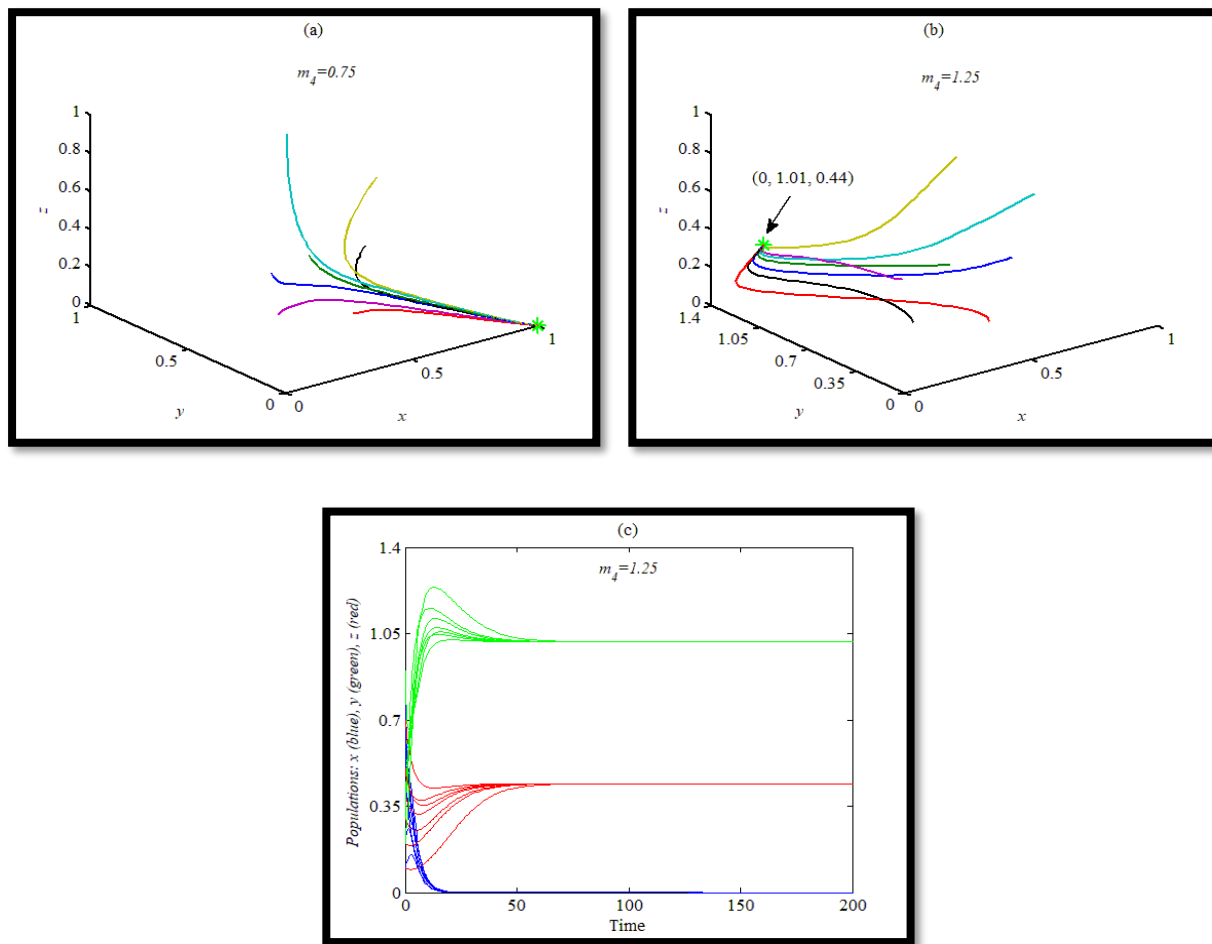 (a)
m4=0.75
1
0.8
0.6
z
0.4
0.2
0
1
0.5
0
y
0
0.5
1
x
(b)
m4=1.25
1
0.8
(0, 1.01, 0.44)
0.6
z
0.4
0.2
0
1.4
1.05
0.7
0.35
0
y
0
0.5
1
x
(c)
m4=1.25
1.4
1.05
0.7
0.35
0
Populations: x (blue), y (green), z (red)
0
50
100
150
200
Time